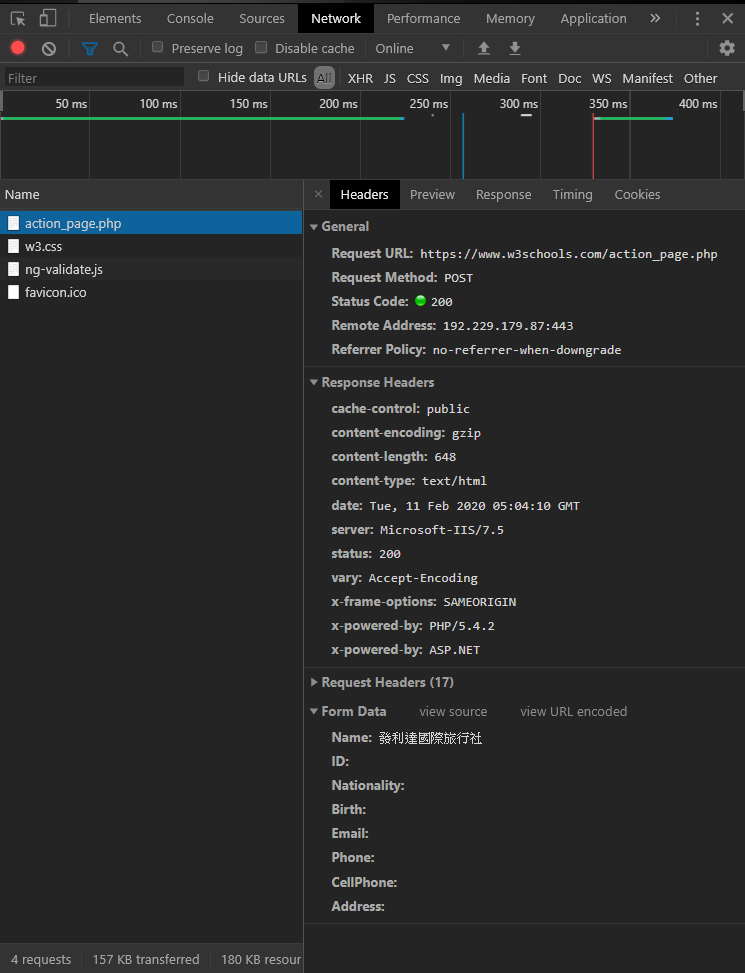 Elements Console Sources Network Performance Memory Application »
Preserve log Disable cache Online
Filter Hide data URLs All XHR JS CSS Img Media Font Doc WS Manifest Other
50 ms 100 ms 150 ms 200 ms 250 ms 300 ms 350 ms 400 ms
Name
action_page.php
w3.css
ng-validate.js
favicon.ico
4 requests 157 KB transferred 180 KB resour
× Headers Preview Response Timing Cookies
General
Request URL: https://www.w3schools.com/action_page.php
Request Method: POST
Status Code: 200
Remote Address: 192.229.179.87:443
Referrer Policy: no-referrer-when-downgrade
Response Headers
cache-control: public
content-encoding: gzip
content-length: 648
content-type: text/html
date: Tue, 11 Feb 2020 05:04:10 GMT
server: Microsoft-IIS/7.5
status: 200
vary: Accept-Encoding
x-frame-options: SAMEORIGIN
x-powered-by: PHP/5.4.2
x-powered-by: ASP.NET
Request Headers (17)
Form Data view source view URL encoded
Name: 發利達國際旅行社
ID:
Nationality:
Birth:
Email:
Phone:
CellPhone:
Address: